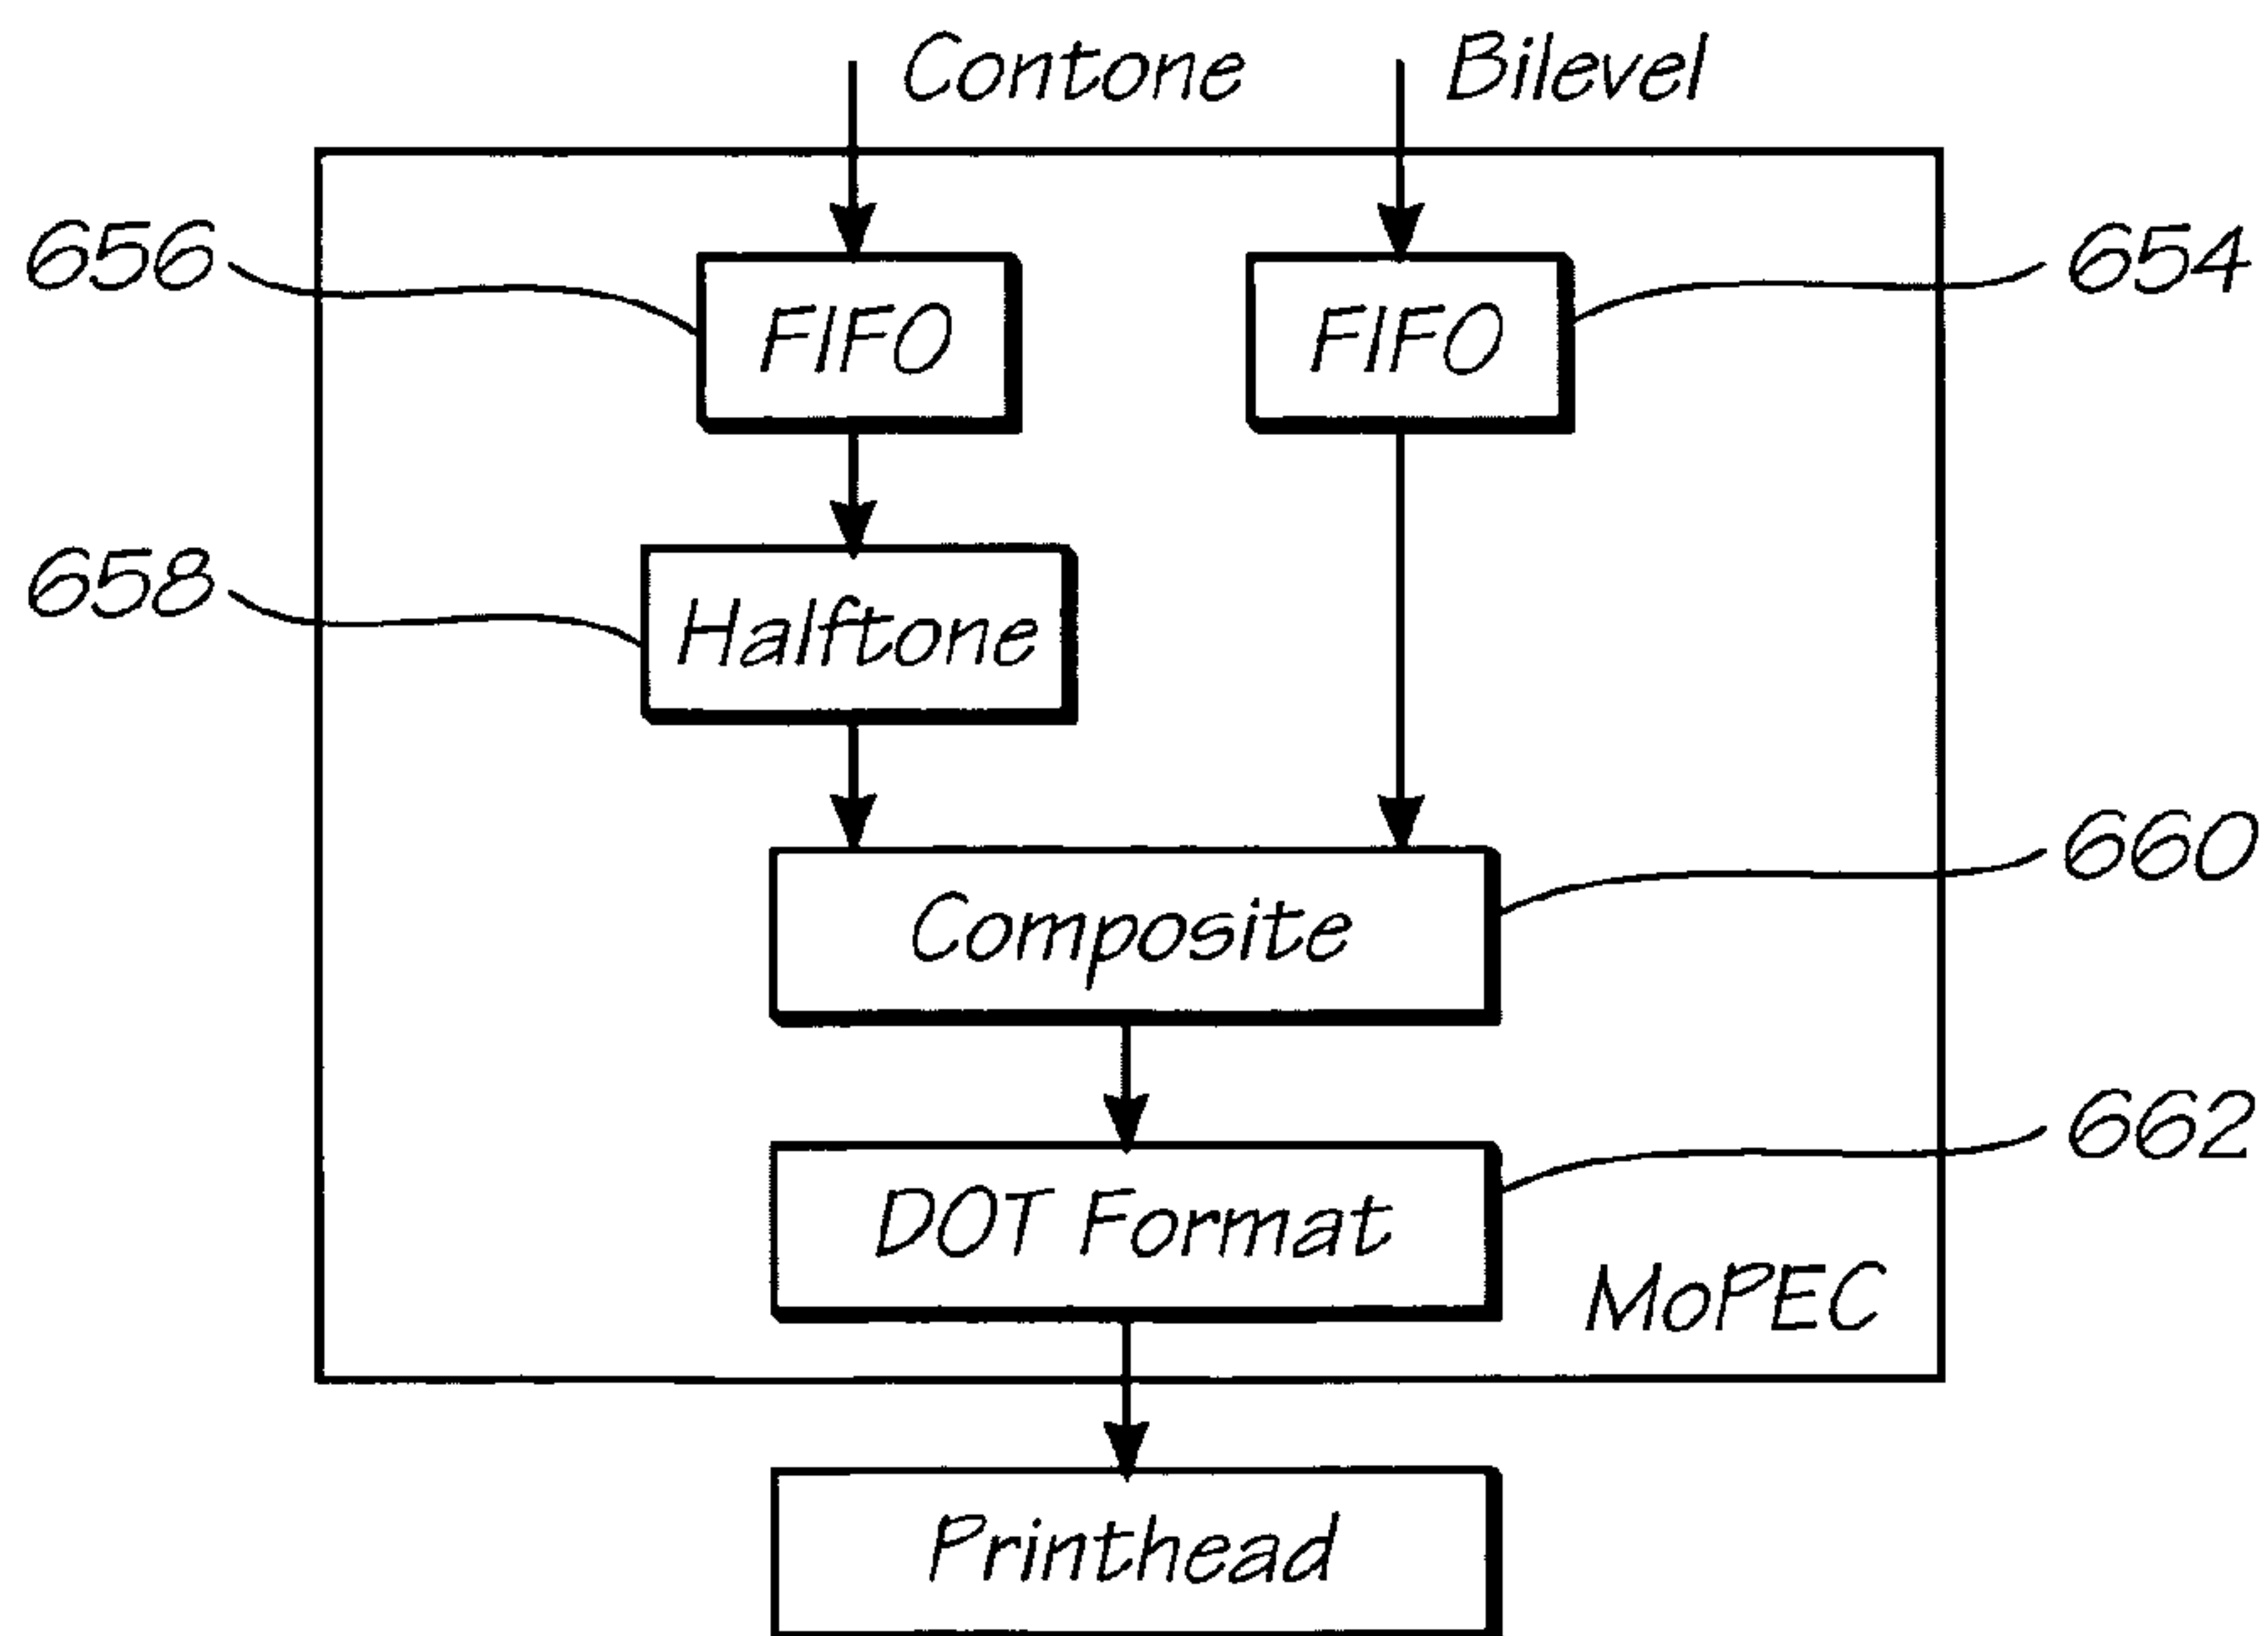 Contone
Bilevel
656
FIFO
FIFO
654
658
Halftone
660
Composite
662
DOT Format
MoPEC
Printhead